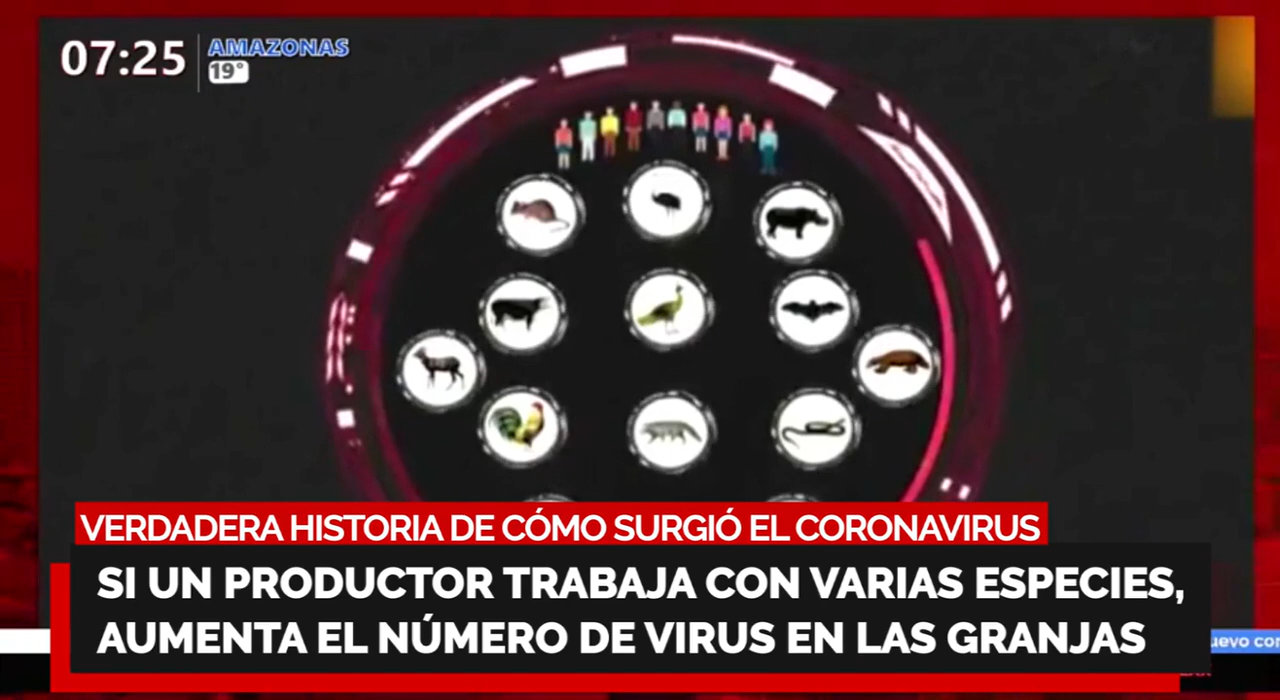 07:25
AMAZONAS
19°
VERDADERA HISTORIA DE CÓMO SURGIÓ EL CORONAVIRUS
SI UN PRODUCTOR TRABAJA CON VARIAS ESPECIES,
AUMENTA EL NÚMERO DE VIRUS EN LAS GRANJAS